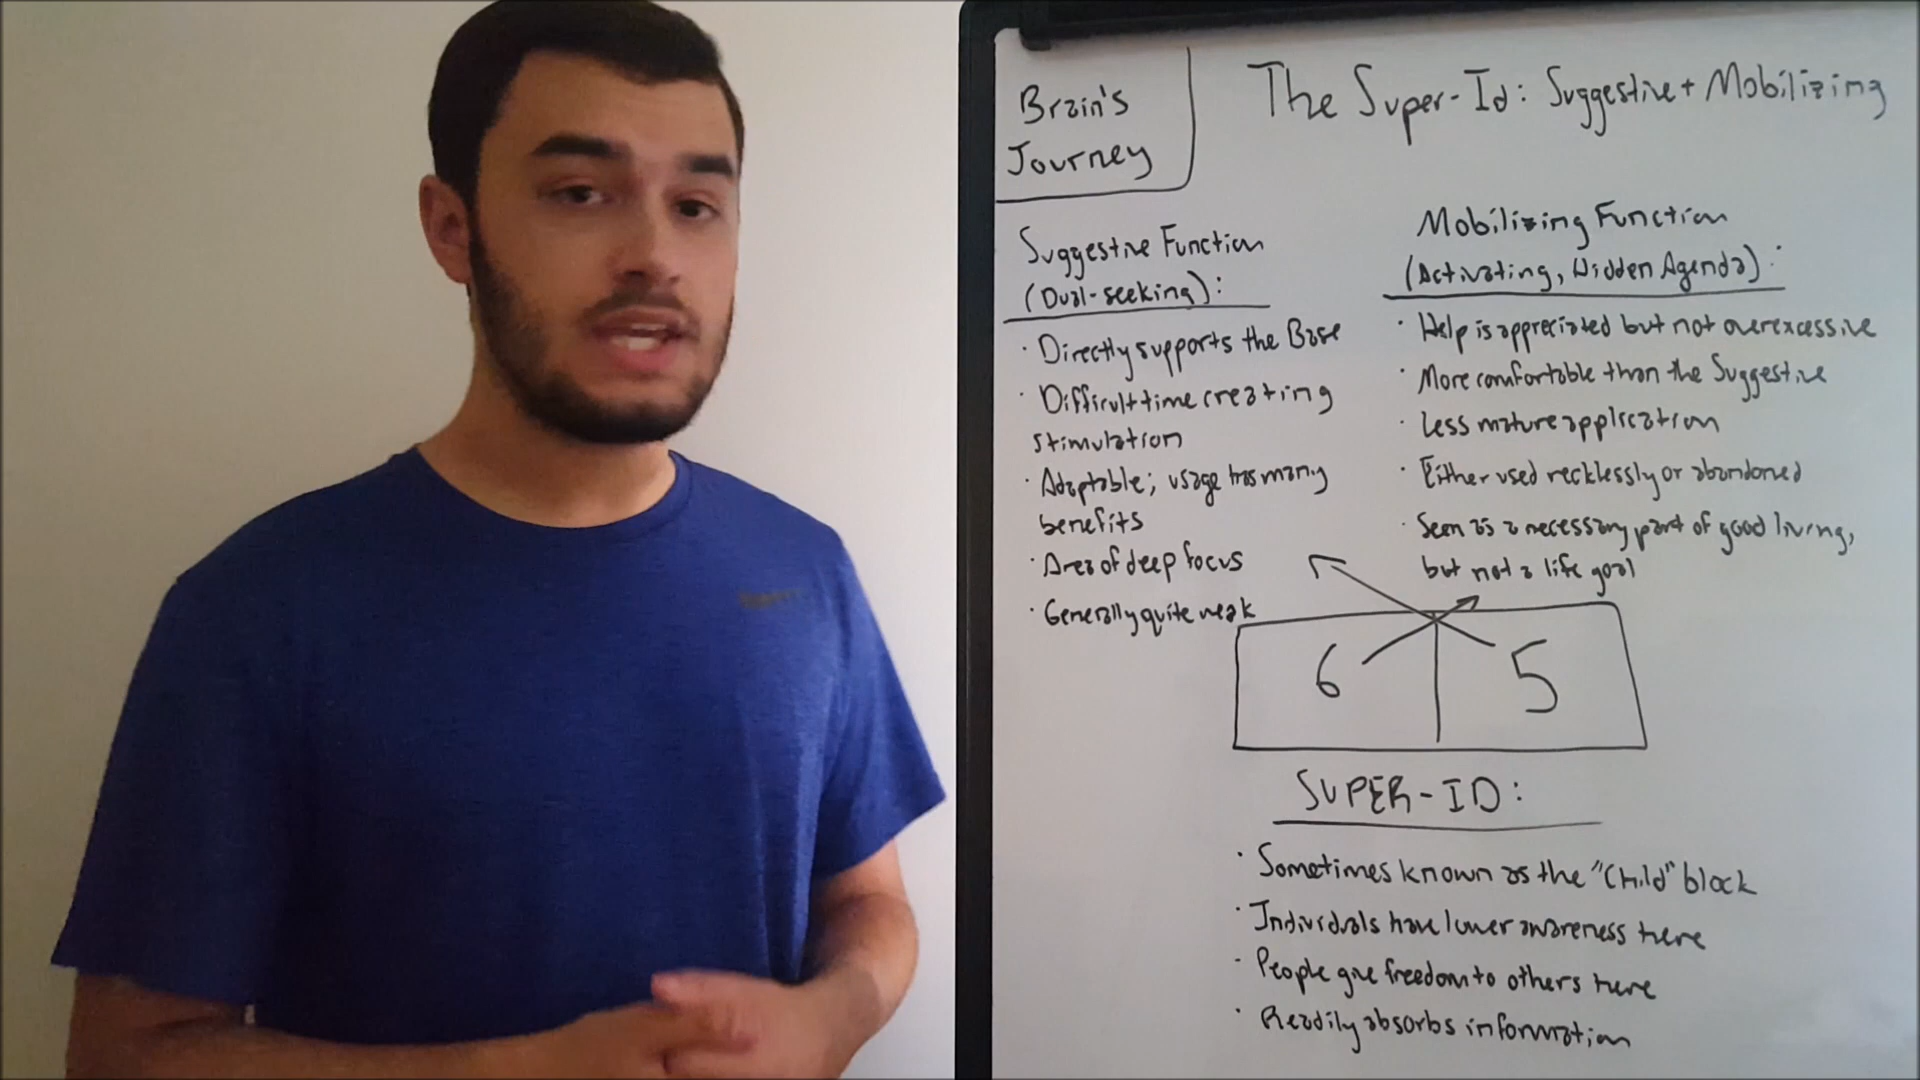 Brain's
Journey
The Super-Id: Suggestive + Mobilizing
Suggestive Function
(Dual-seeking):
• Directly supports the Base
• Difficult time creating
stimulation
• Adaptable; usage has many
benefits
• Area of deep focus
• Generally quite weak
Mobilizing Function
(Activating, Hidden Agenda):
• Help is appreciated but not overexcessive
• More comfortable than the Suggestive
• Less mature application
• Either used recklessly or abandoned
• Seen as a necessary part of good living,
but not a life goal
6 5
SUPER-ID:
• Sometimes known as the "Child" block
• Individals have lower awareness here
• People give freedom to others here
• Readily absorbs information